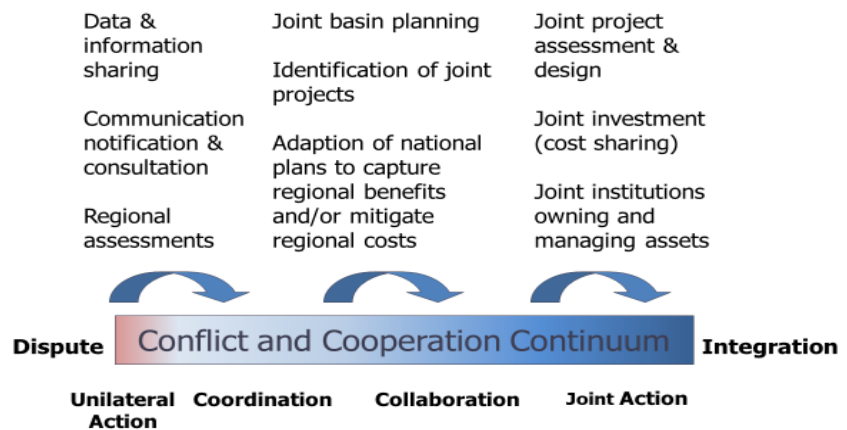 Data &
information
sharing
Communication
notification &
consultation
Regional
assessments
Joint basin planning
Identification of joint
projects
Adaption of national
plans to capture
regional benefits
and/or mitigate
regional costs
Joint project
assessment &
design
Joint investment
(cost sharing)
Joint institutions
owning and
managing assets
Dispute
Conflict and Cooperation Continuum
Integration
Unilateral
Action
Coordination
Collaboration
Joint Action